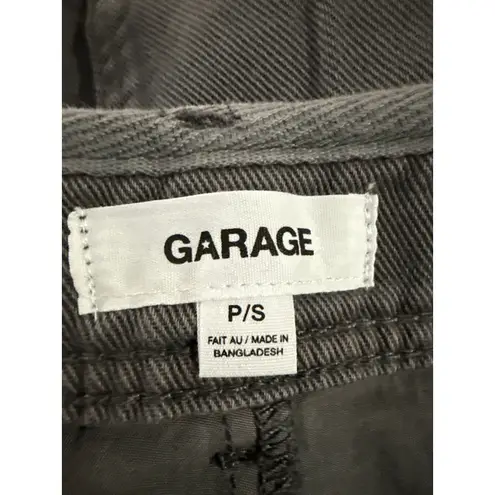 GARAGE
P/S
FAIT AU / MADE IN
BANGLADESH